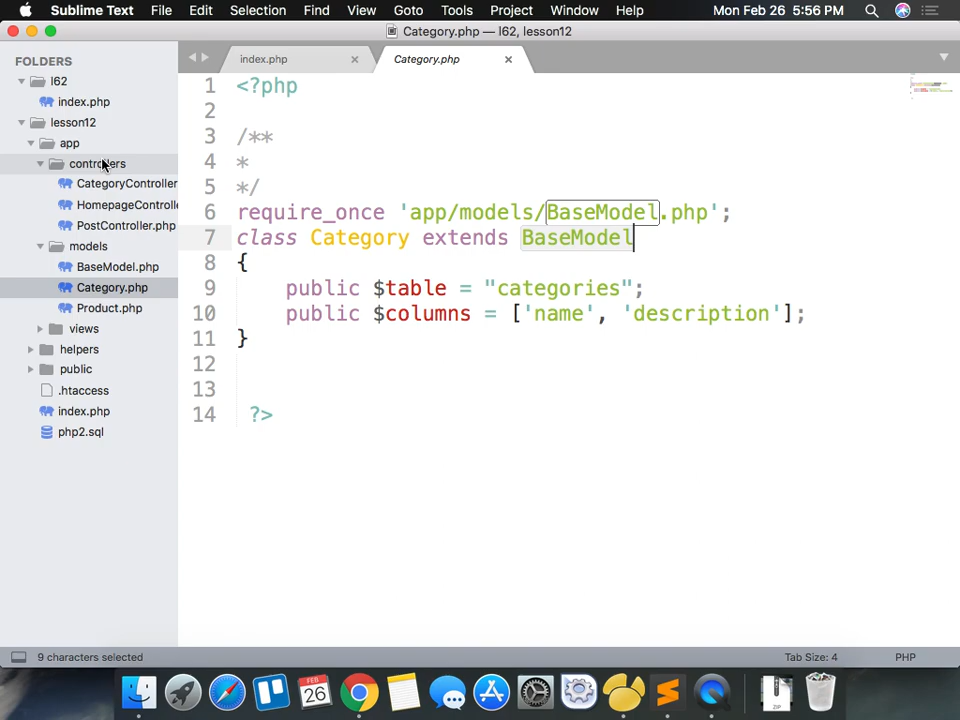 Sublime Text File Edit Selection Find Goto Tools Project Window Help Mon Feb 26 5:56 PM
Category.php — l62, lesson12
FOLDERS
l62
index.php
lesson12
app
controllers
CategoryController
HomepageControlle
PostController.php
models
BaseModel.php
Category.php
Product.php
views
helpers
public
.htaccess
index.php
php2.sql
index.php ×
Category.php ×
1 <?php
2
3 /**
4 *
5 */
6 require_once 'app/models/BaseModel.php';
7 class Category extends BaseModel
8 {
9 public $table = "categories";
10 public $columns = ['name', 'description'];
11 }
12
13
14 ?>
9 characters selected Tab Size: 4 PHP
FEB
26
ZIP